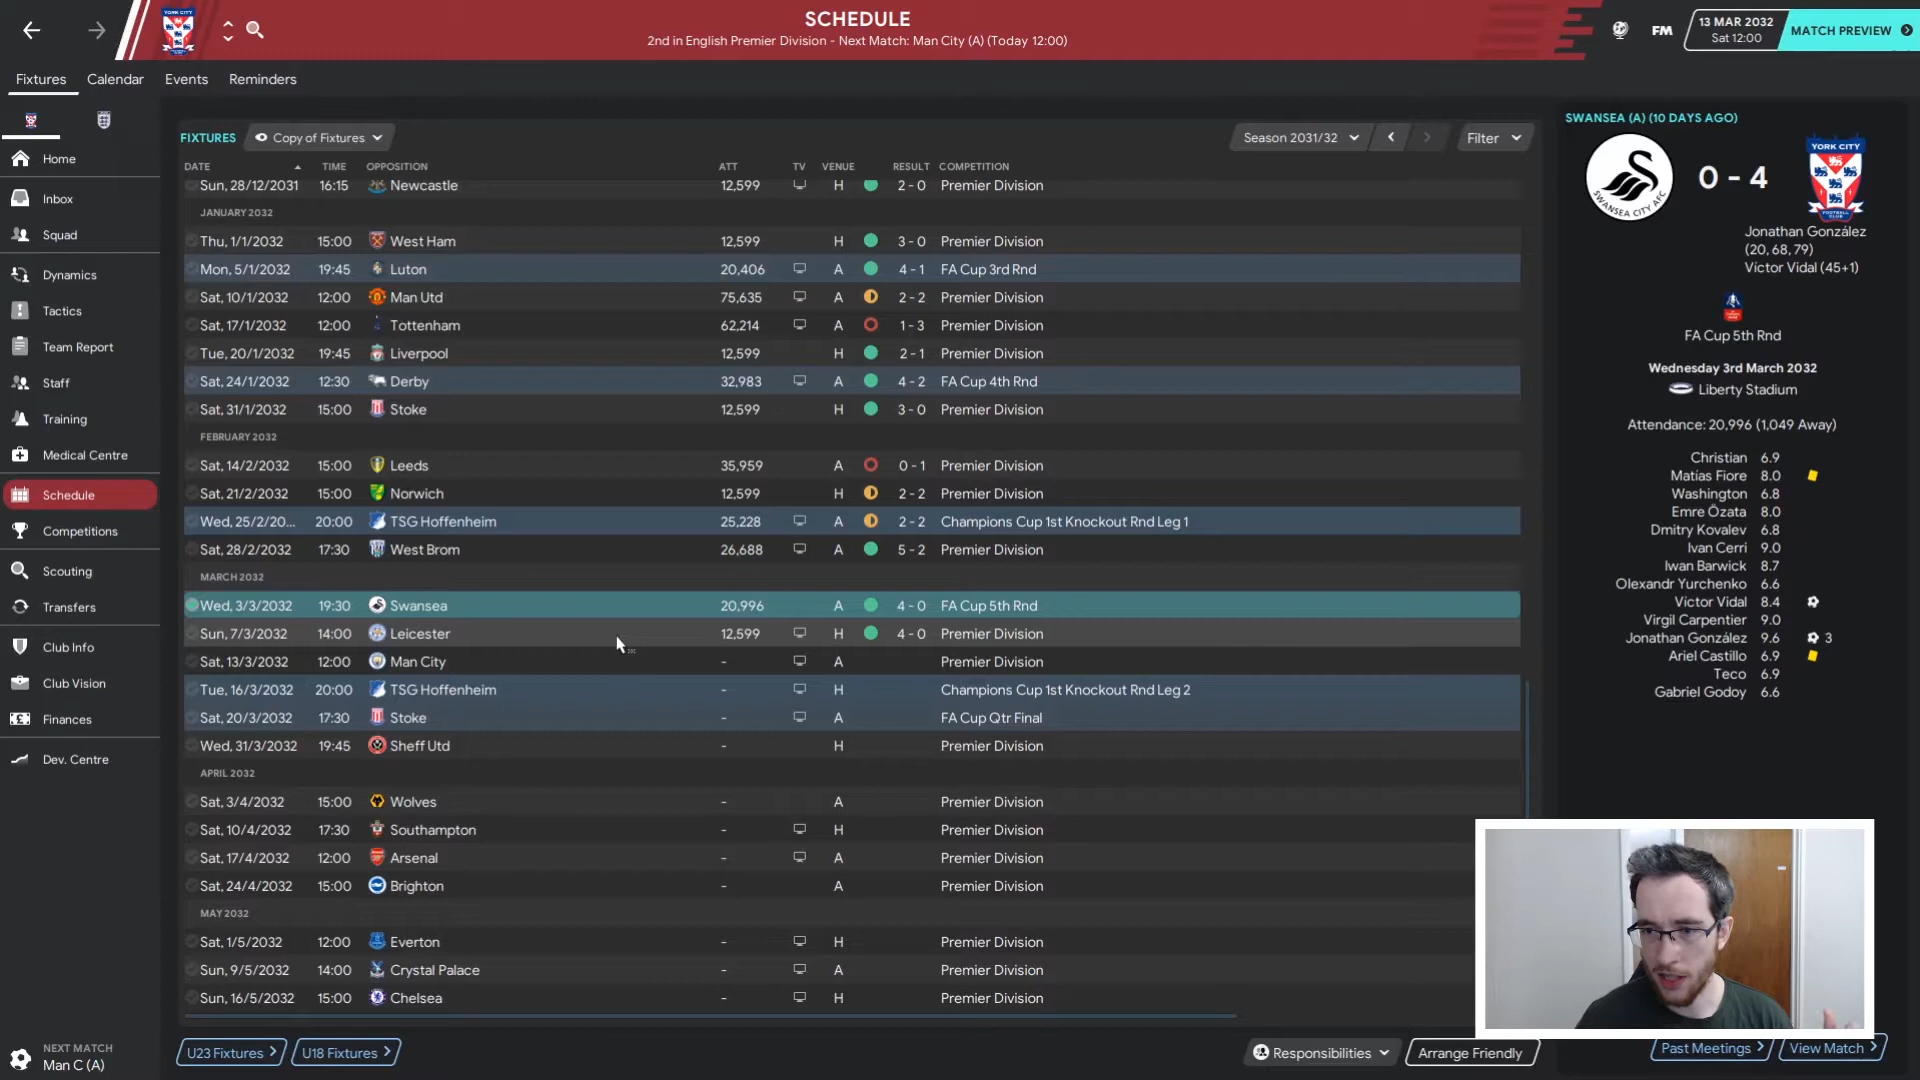 SCHEDULE
2nd in English Premier Division - Next Match: Man City (A) (Today 12:00)
FM
13 MAR 2032
Sat 12:00
MATCH PREVIEW
Fixtures Calendar Events Reminders
Home
Inbox
Squad
Dynamics
Tactics
Team Report
Staff
Training
Medical Centre
Schedule
Competitions
Scouting
Transfers
Club Info
Club Vision
Finances
Dev. Centre
NEXT MATCH
Man C (A)
FIXTURES Copy of Fixtures Season 2031/32 Filter
DATE TIME OPPOSITION ATT TV VENUE RESULT COMPETITION
Sun, 28/12/2031 16:15 Newcastle 12,599 H 2 - 0 Premier Division
JANUARY 2032
Thu, 1/1/2032 15:00 West Ham 12,599 H 3 - 0 Premier Division
Mon, 5/1/2032 19:45 Luton 20,406 A 4 - 1 FA Cup 3rd Rnd
Sat, 10/1/2032 12:00 Man Utd 75,635 A 2 - 2 Premier Division
Sat, 17/1/2032 12:00 Tottenham 62,214 A 1 - 3 Premier Division
Tue, 20/1/2032 19:45 Liverpool 12,599 H 2 - 1 Premier Division
Sat, 24/1/2032 12:30 Derby 32,983 A 4 - 2 FA Cup 4th Rnd
Sat, 31/1/2032 15:00 Stoke 12,599 H 3 - 0 Premier Division
FEBRUARY 2032
Sat, 14/2/2032 15:00 Leeds 35,959 A 0 - 1 Premier Division
Sat, 21/2/2032 15:00 Norwich 12,599 H 2 - 2 Premier Division
Wed, 25/2/20... 20:00 TSG Hoffenheim 25,228 A 2 - 2 Champions Cup 1st Knockout Rnd Leg 1
Sat, 28/2/2032 17:30 West Brom 26,688 A 5 - 2 Premier Division
MARCH 2032
Wed, 3/3/2032 19:30 Swansea 20,996 A 4 - 0 FA Cup 5th Rnd
Sun, 7/3/2032 14:00 Leicester 12,599 H 4 - 0 Premier Division
Sat, 13/3/2032 12:00 Man City - A Premier Division
Tue, 16/3/2032 20:00 TSG Hoffenheim - H Champions Cup 1st Knockout Rnd Leg 2
Sat, 20/3/2032 17:30 Stoke - A FA Cup Qtr Final
Wed, 31/3/2032 19:45 Sheff Utd - H Premier Division
APRIL 2032
Sat, 3/4/2032 15:00 Wolves - A Premier Division
Sat, 10/4/2032 17:30 Southampton - H Premier Division
Sat, 17/4/2032 12:00 Arsenal - A Premier Division
Sat, 24/4/2032 15:00 Brighton - A Premier Division
MAY 2032
Sat, 1/5/2032 12:00 Everton - H Premier Division
Sun, 9/5/2032 14:00 Crystal Palace - A Premier Division
Sun, 16/5/2032 15:00 Chelsea - H Premier Division
U23 Fixtures U18 Fixtures Responsibilities Arrange Friendly
SWANSEA (A) (10 DAYS AGO)
SWANSEA CITY AFC
0 - 4
YORK CITY
FOOTBALL CLUB
Jonathan González
(20, 68, 79)
Víctor Vidal (45+1)
FA Cup 5th Rnd
Wednesday 3rd March 2032
Liberty Stadium
Attendance: 20,996 (1,049 Away)
Christian 6.9
Matías Fiore 8.0
Washington 6.8
Emre Özata 8.0
Dmitry Kovalev 6.8
Ivan Cerri 9.0
Iwan Barwick 8.7
Olexandr Yurchenko 6.6
Víctor Vidal 8.4
Virgil Carpentier 9.0
Jonathan González 9.6 3
Ariel Castillo 6.9
Teco 6.9
Gabriel Godoy 6.6
Past Meetings View Match